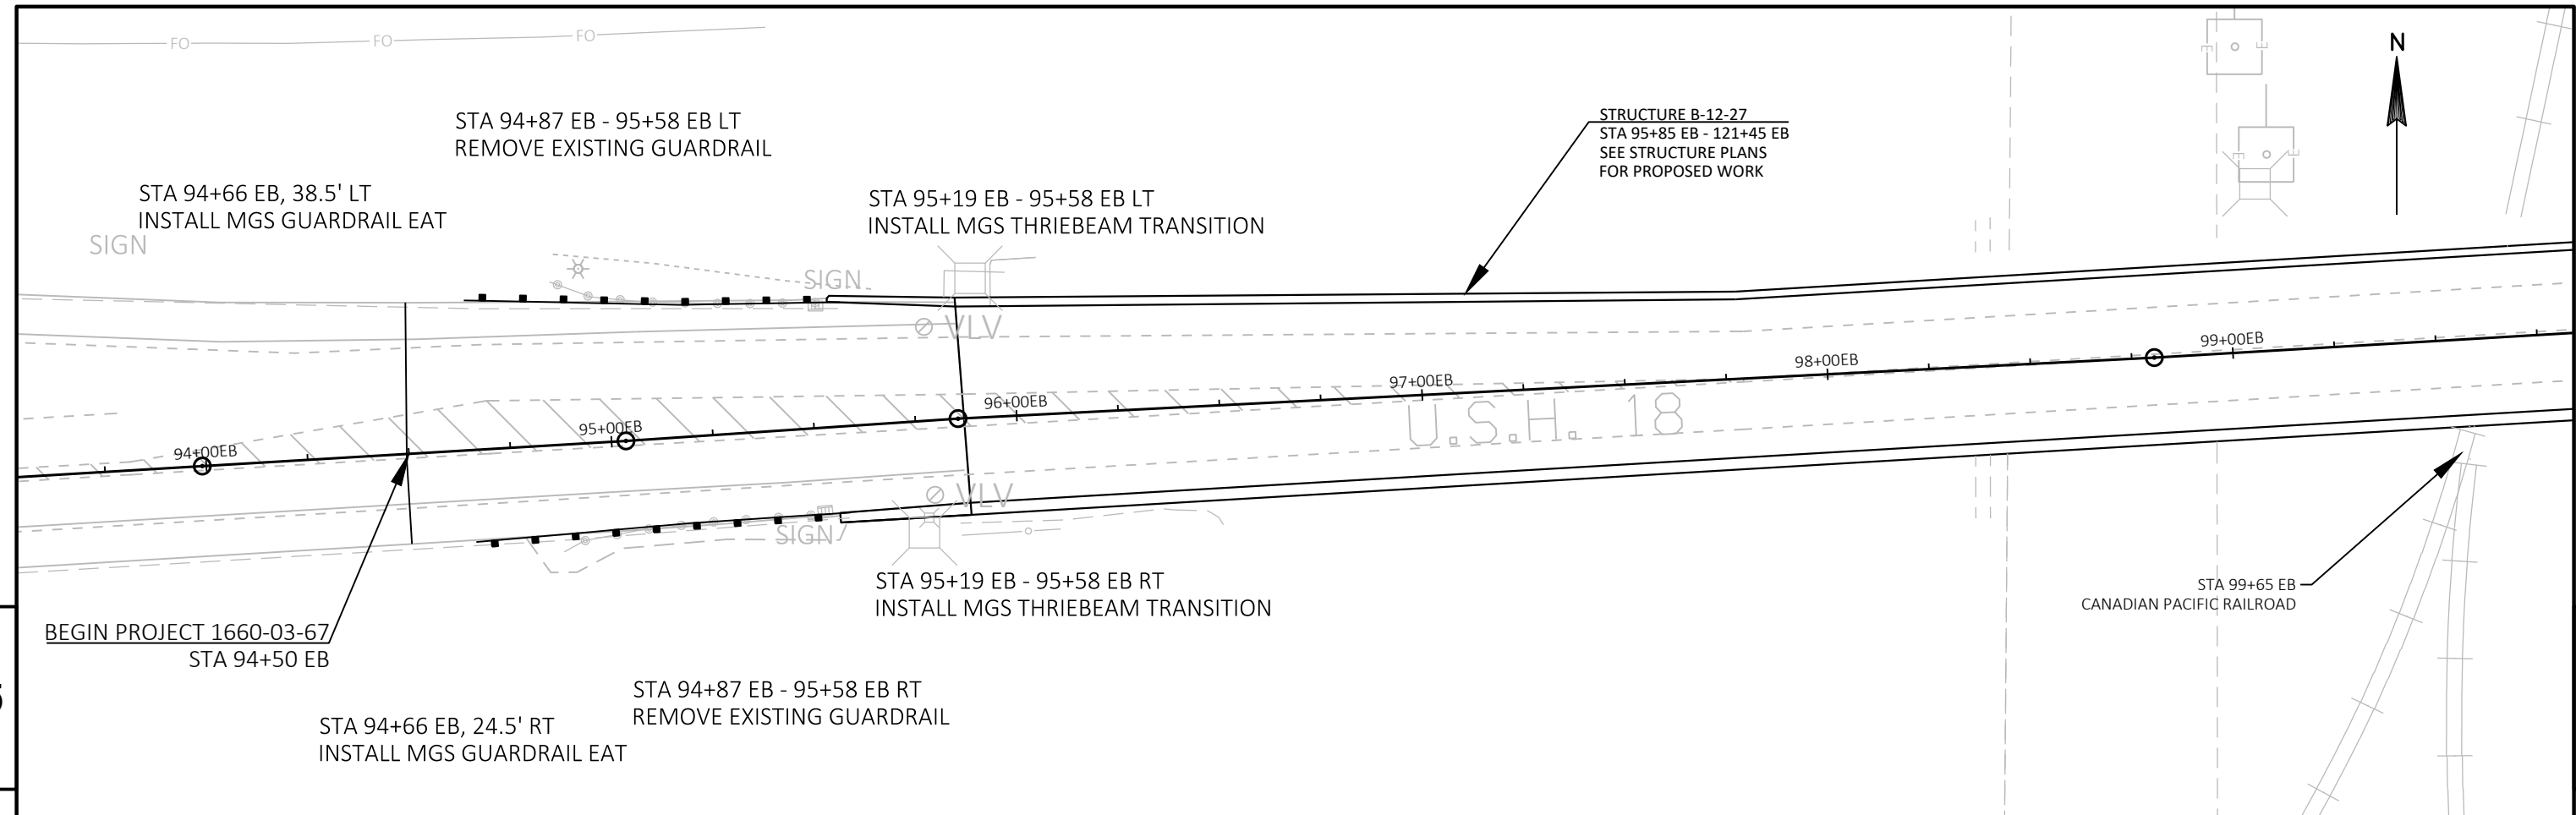 FO
FO
FO
N
STA 94+87 EB - 95+58 EB LT
REMOVE EXISTING GUARDRAIL
STRUCTURE B-12-27
STA 95+85 EB - 121+45 EB
SEE STRUCTURE PLANS
FOR PROPOSED WORK
E
E
E
E
STA 94+66 EB, 38.5' LT
INSTALL MGS GUARDRAIL EAT
STA 95+19 EB - 95+58 EB LT
INSTALL MGS THRIEBEAM TRANSITION
SIGN
SIGN
VLV
94+00EB
95+00EB
96+00EB
97+00EB
98+00EB
99+00EB
U.S.H. 18
VLV
SIGN
STA 95+19 EB - 95+58 EB RT
INSTALL MGS THRIEBEAM TRANSITION
STA 99+65 EB
CANADIAN PACIFIC RAILROAD
BEGIN PROJECT 1660-03-67
STA 94+50 EB
STA 94+87 EB - 95+58 EB RT
REMOVE EXISTING GUARDRAIL
STA 94+66 EB, 24.5' RT
INSTALL MGS GUARDRAIL EAT